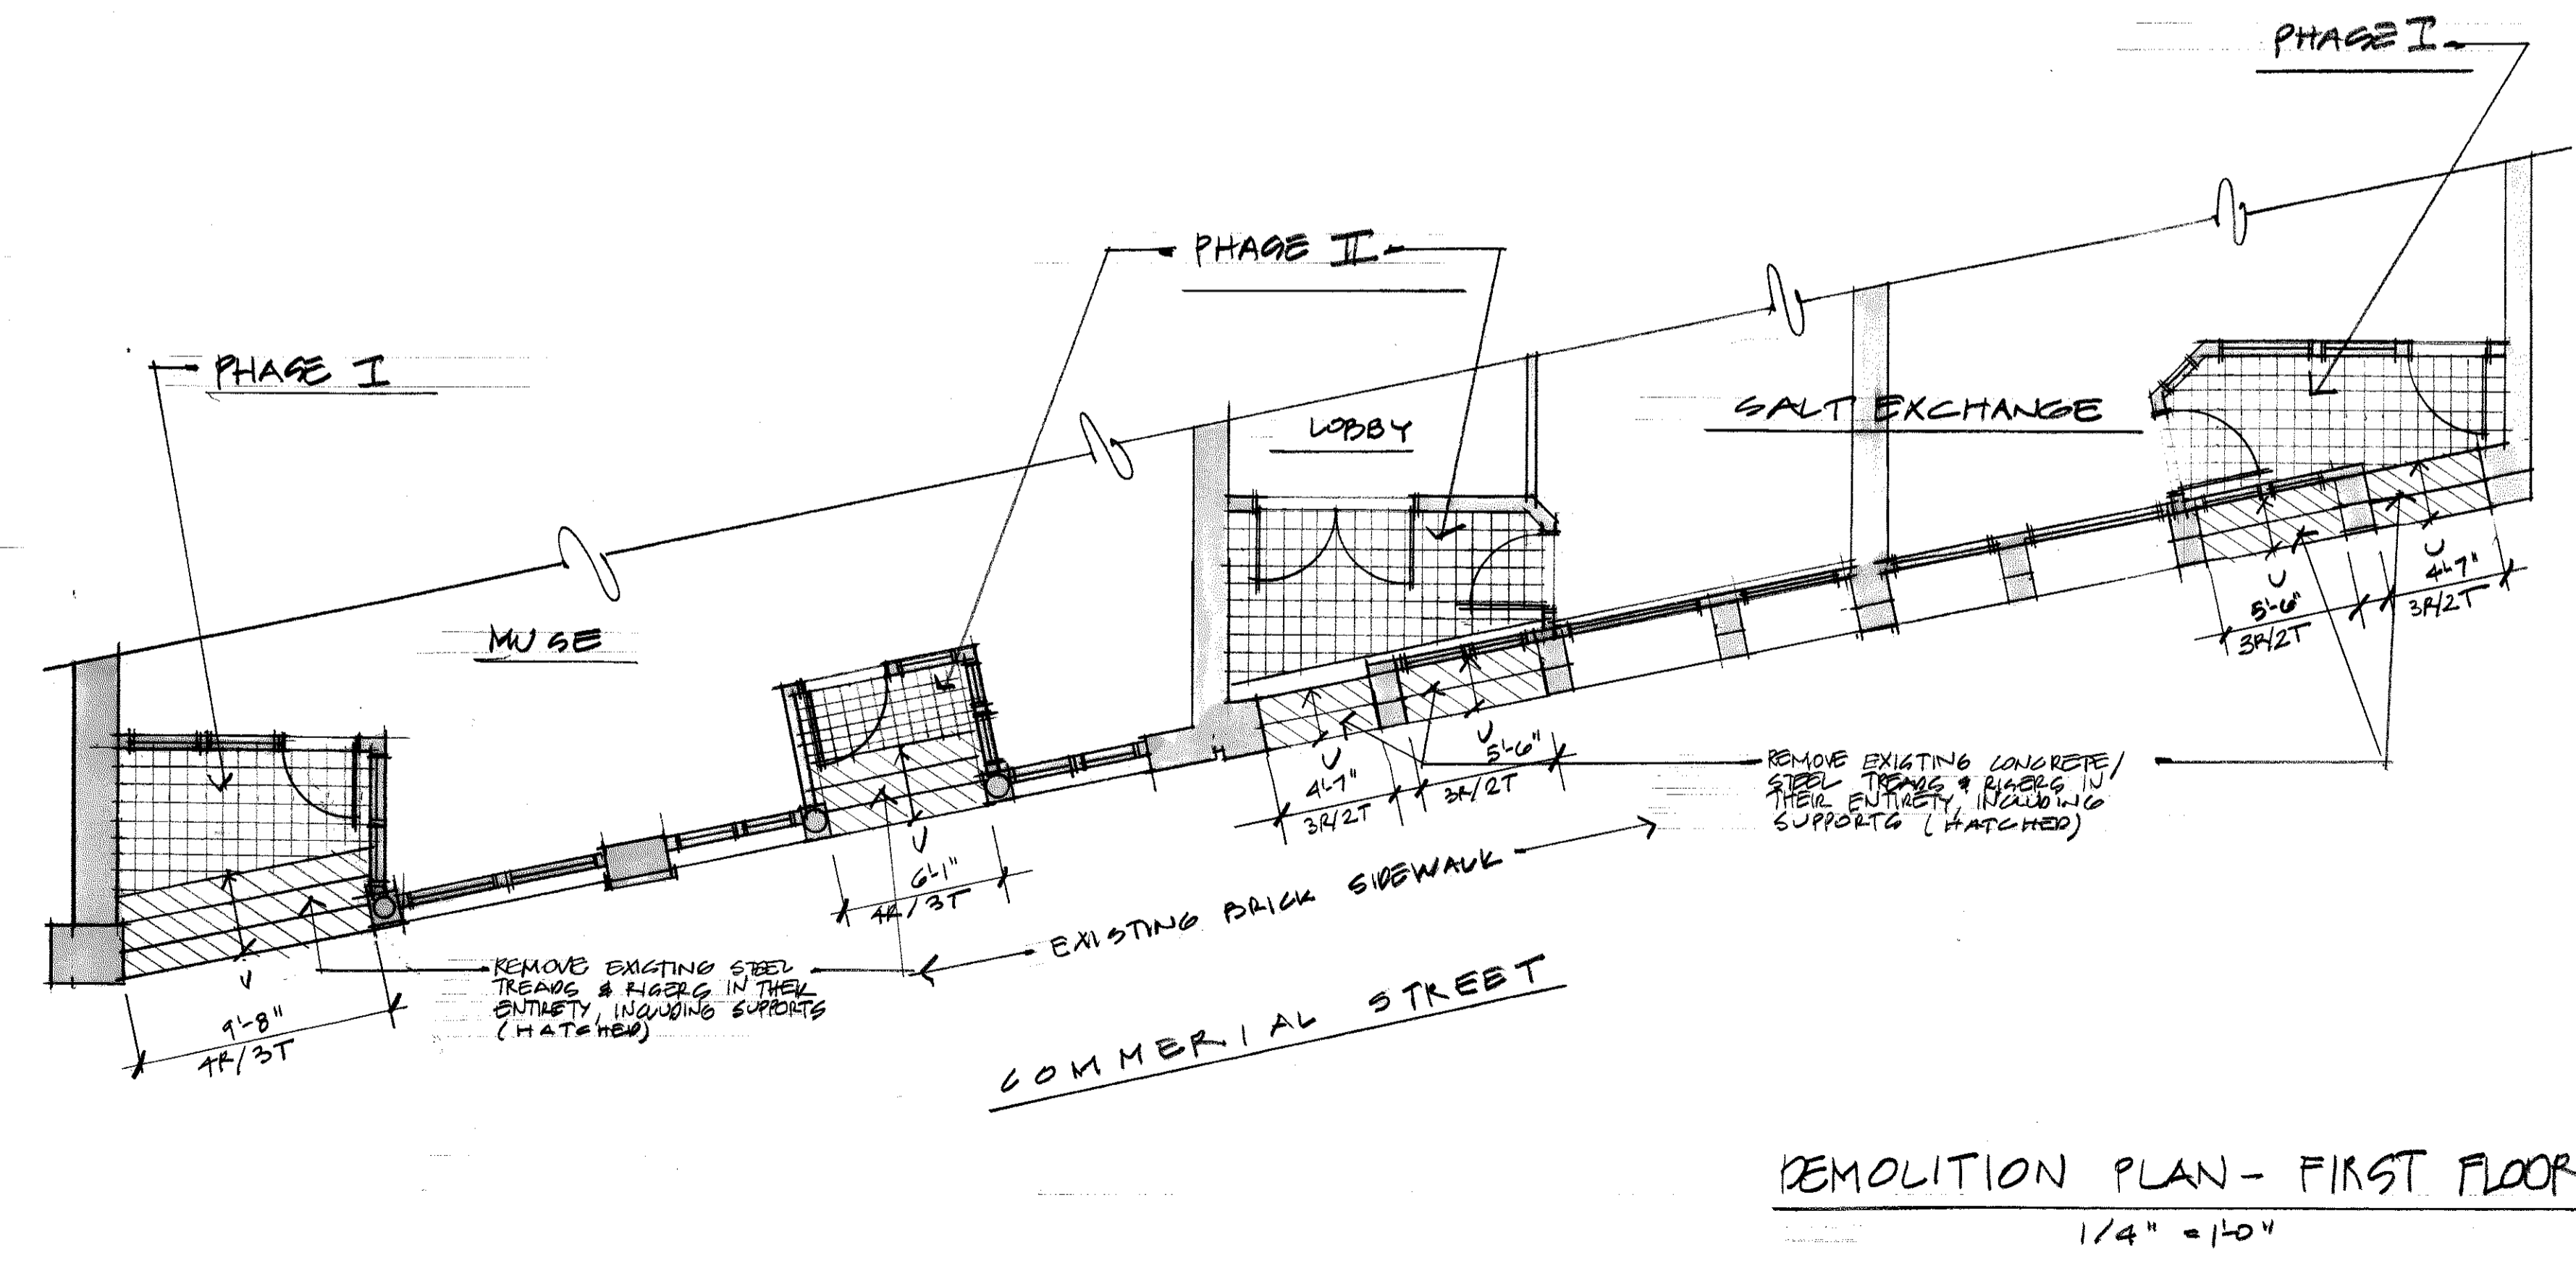 PHASE I
PHASE II
PHASE I
LOBBY
SALT EXCHANGE
MUSE
4'-7"
3R/2T
5'-6"
3R/2T
5'-6"
3R/2T
4'-7"
3R/2T
6'-1"
4R/3T
9'-8"
4R/3T
REMOVE EXISTING CONCRETE/
STEEL TREADS & RISERS IN
THEIR ENTIRETY, INCLUDING
SUPPORTS (HATCHED)
EXISTING BRICK SIDEWALK
REMOVE EXISTING STEEL
TREADS & RISERS IN THEIR
ENTIRETY, INCLUDING SUPPORTS
(HATCHED)
COMMERIAL STREET
U
U
U
U
U
U
DEMOLITION PLAN - FIRST FLOOR
1/4" = 1'-0"